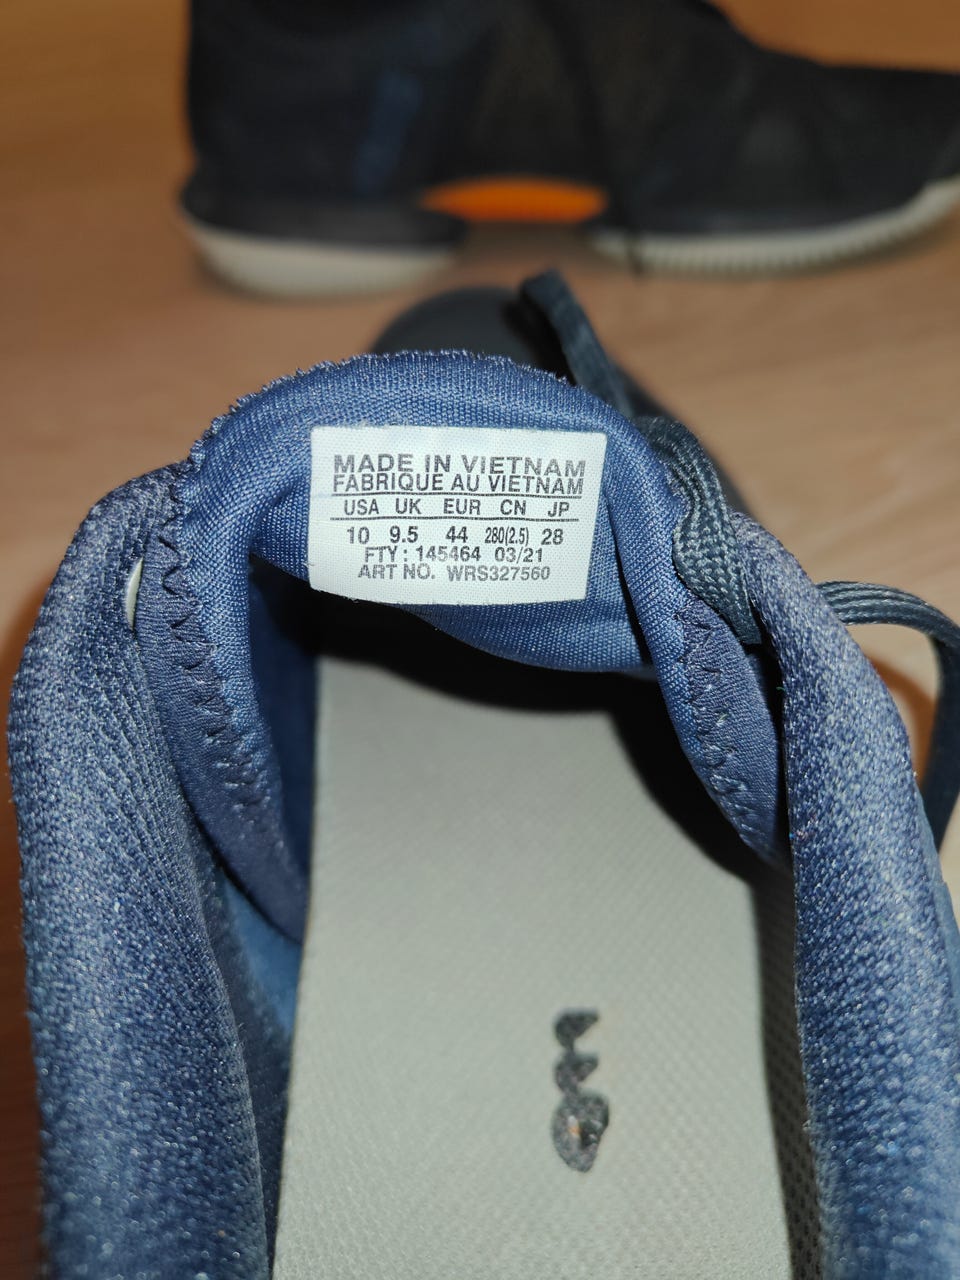 MADE IN VIETNAM
FABRIQUE AU VIETNAM
USA UK EUR CN JP
10 9.5 44 280(2.5) 28
FTY : 145464 03/21
ART NO. WRS327560